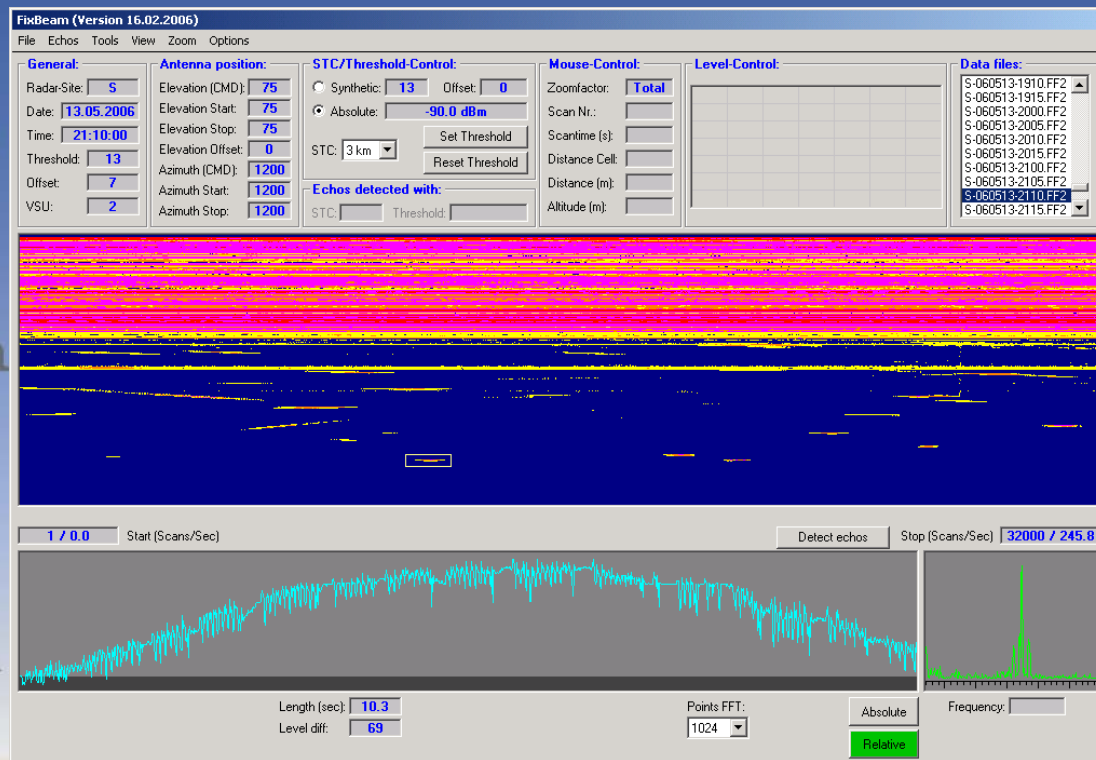 FixBeam (Version 16.02.2006)
File Echos Tools View Zoom Options
General:
Radar-Site: S
Date: 13.05.2006
Time: 21:10:00
Threshold: 13
Offset: 7
VSU: 2
Antenna position:
Elevation (CMD): 75
Elevation Start: 75
Elevation Stop: 75
Elevation Offset: 0
Azimuth (CMD): 1200
Azimuth Start: 1200
Azimuth Stop: 1200
STC/Threshold-Control:
Synthetic: 13 Offset: 0
Absolute: -90.0 dBm
Set Threshold
STC: 3 km
Reset Threshold
Echos detected with:
STC: Threshold:
Mouse-Control:
Zoomfactor: Total
Scan Nr.:
Scantime (s):
Distance Cell:
Distance (m):
Altitude (m):
Level-Control:
Data files:
S-060513-1910.FF2
S-060513-1915.FF2
S-060513-2000.FF2
S-060513-2005.FF2
S-060513-2010.FF2
S-060513-2015.FF2
S-060513-2100.FF2
S-060513-2105.FF2
S-060513-2110.FF2
S-060513-2115.FF2
1 / 0.0 Start (Scans/Sec)
Detect echos
Stop (Scans/Sec) 32000 / 245.8
Length (sec): 10.3
Level diff: 69
Points FFT:
1024
Absolute
Relative
Frequency: